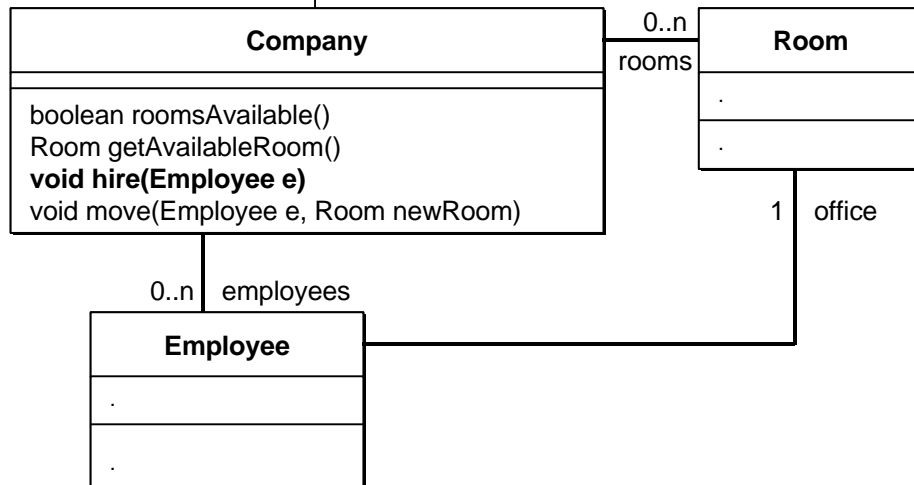 Company
boolean roomsAvailable()
Room getAvailableRoom()
void hire(Employee e)
void move(Employee e, Room newRoom)
0..n
rooms
Room
.
.
1 office
0..n employees
Employee
.
.